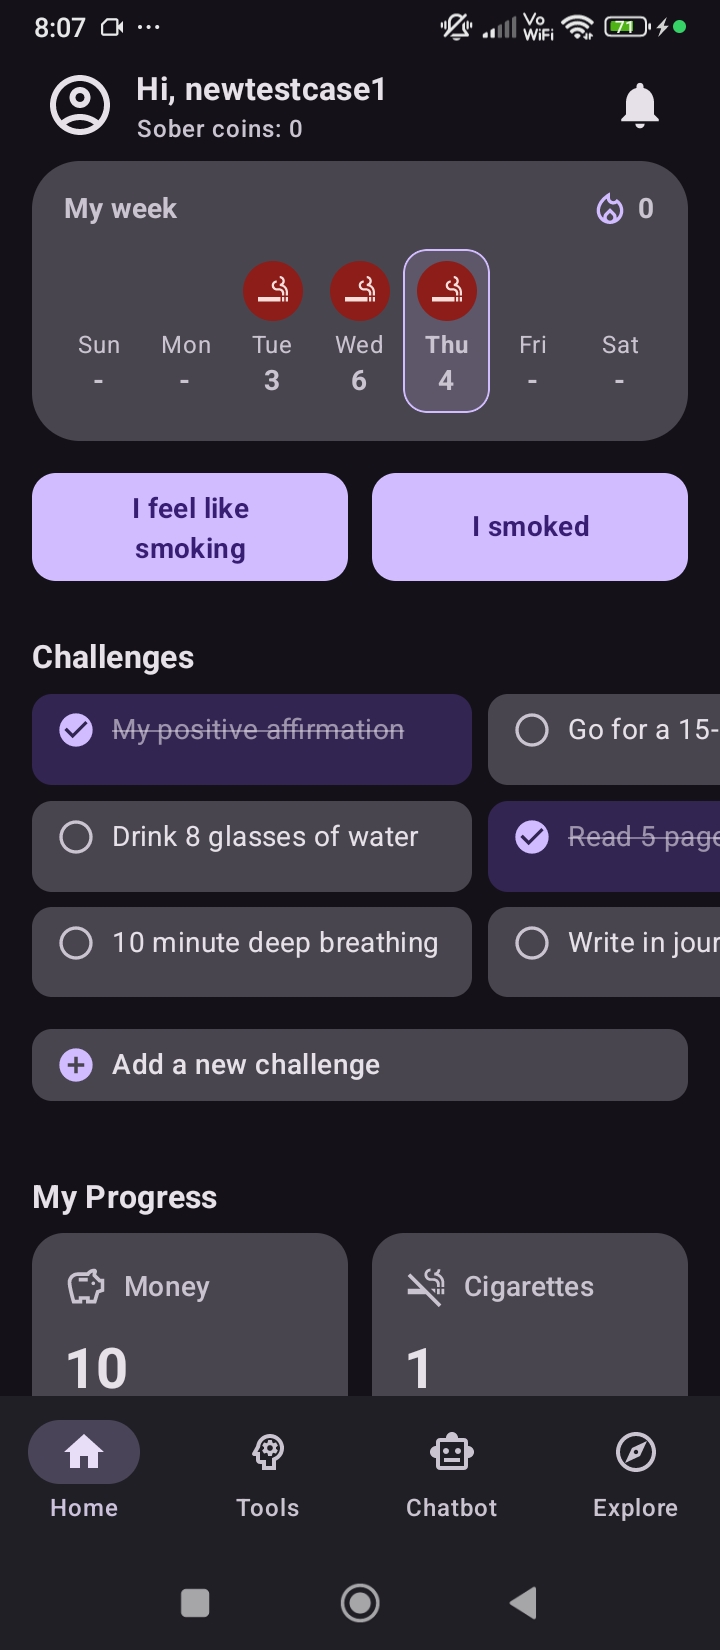 8:07
Vo
WiFi
71
Hi, newtestcase1
Sober coins: 0
My week
0
Sun Mon Tue Wed Thu Fri Sat
- - 3 6 4 - -
I feel like
smoking
I smoked
Challenges
My positive affirmation
Go for a 15-
Drink 8 glasses of water
Read 5 page
10 minute deep breathing
Write in jour
Add a new challenge
My Progress
Money
Cigarettes
10
1
Home Tools Chatbot Explore